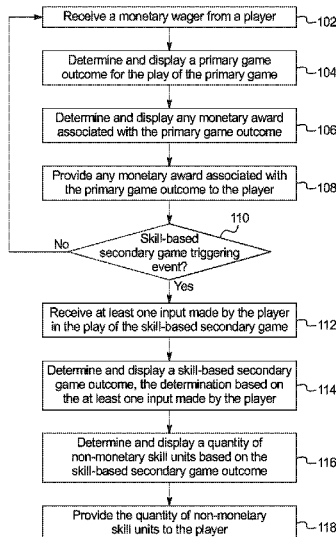 Receive a monetary wager from a player
102
Determine and display a primary game
outcome for the play of the primary game
104
Determine and display any monetary award
associated with the primary game outcome
106
Provide any monetary award associated with
the primary game outcome to the player
108
110
Skill-based
secondary game triggering
event?
No
Yes
Receive at least one input made by the player
in the play of the skill-based secondary game
112
Determine and display a skill-based secondary
game outcome, the determination based on
the at least one input made by the player
114
Determine and display a quantity of
non-monetary skill units based on the
skill-based secondary game outcome
116
Provide the quantity of non-monetary
skill units to the player
118